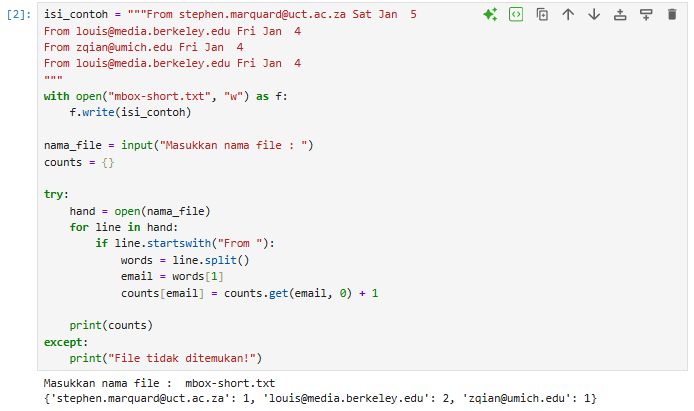 [2]: isi_contoh = """From stephen.marquard@uct.ac.za Sat Jan  5
From louis@media.berkeley.edu Fri Jan  4
From zqian@umich.edu Fri Jan  4
From louis@media.berkeley.edu Fri Jan  4
"""
with open("mbox-short.txt", "w") as f:
    f.write(isi_contoh)

nama_file = input("Masukkan nama file : ")
counts = {}

try:
    hand = open(nama_file)
    for line in hand:
        if line.startswith("From "):
            words = line.split()
            email = words[1]
            counts[email] = counts.get(email, 0) + 1

    print(counts)
except:
    print("File tidak ditemukan!")
Masukkan nama file :  mbox-short.txt
{'stephen.marquard@uct.ac.za': 1, 'louis@media.berkeley.edu': 2, 'zqian@umich.edu': 1}